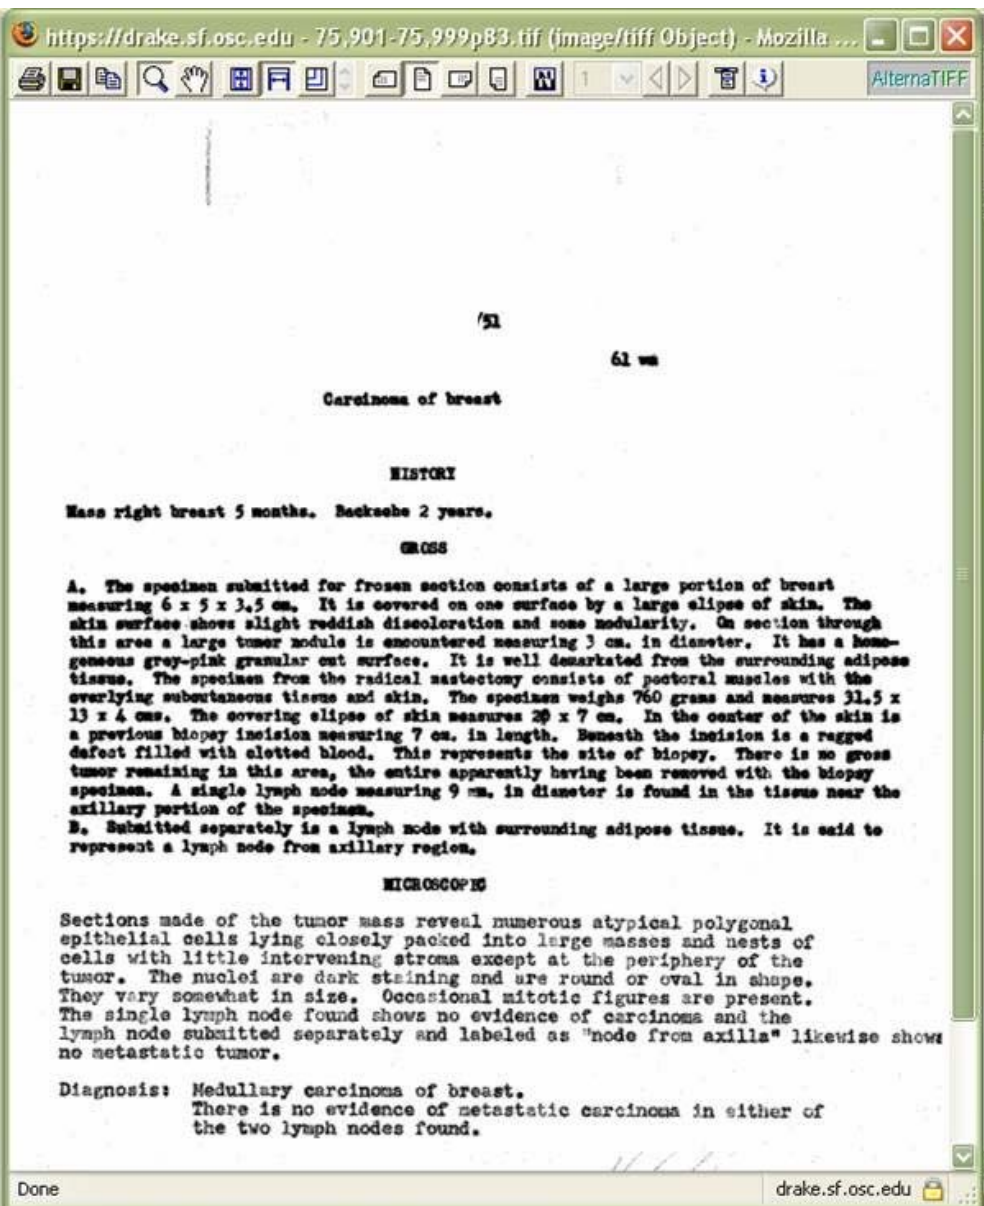 https://drake.sf.osc.edu - 75,901-75,999p83.tif (image/tiff Object) - Mozilla ...
1
AlternaTIFF
/51
61 wm
Carcinoma of breast
HISTORY
Mass right breast 5 months. Backache 2 years.
GROSS
A. The specimen submitted for frozen section consists of a large portion of breast
measuring 6 x 5 x 3.5 cm. It is covered on one surface by a large elipse of skin. The
skin surface shows slight reddish discoloration and some nodularity. On section through
this area a large tumor nodule is encountered measuring 3 cm. in diameter. It has a homo-
geneous grey-pink granular cut surface. It is well demarkated from the surrounding adipose
tissue. The specimen from the radical mastectomy consists of pectoral muscles with the
overlying subcutaneous tissue and skin. The specimen weighs 760 grams and measures 31.5 x
13 x 4 cms. The covering elipse of skin measures 20 x 7 cm. In the center of the skin is
a previous biopsy incision measuring 7 cm. in length. Beneath the incision is a ragged
defect filled with clotted blood. This represents the site of biopsy. There is no gross
tumor remaining in this area, the entire apparently having been removed with the biopsy
specimen. A single lymph node measuring 9 mm. in diameter is found in the tissue near the
axillary portion of the specimen.
B. Submitted separately is a lymph node with surrounding adipose tissue. It is said to
represent a lymph node from axillary region.
MICROSCOPIC
Sections made of the tumor mass reveal numerous atypical polygonal
epithelial cells lying closely packed into large masses and nests of
cells with little intervening stroma except at the periphery of the
tumor. The nuclei are dark staining and are round or oval in shape.
They vary somewhat in size. Occasional mitotic figures are present.
The single lymph node found shows no evidence of carcinoma and the
lymph node submitted separately and labeled as "node from axilla" likewise shows
no metastatic tumor.
Diagnosis: Medullary carcinoma of breast.
There is no evidence of metastatic carcinoma in either of
the two lymph nodes found.
Done
drake.sf.osc.edu